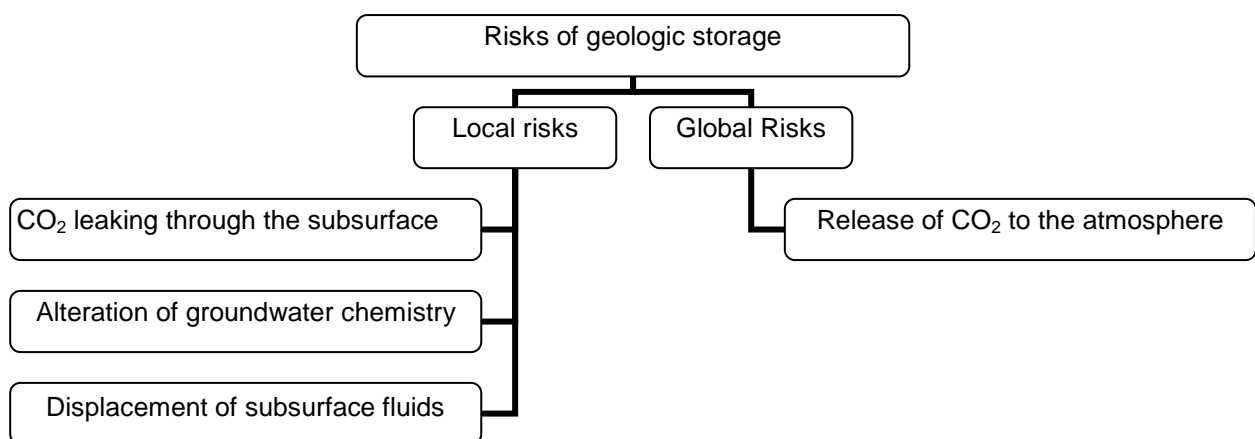 Risks of geologic storage
Local risks
Global Risks
CO₂ leaking through the subsurface
Release of CO₂ to the atmosphere
Alteration of groundwater chemistry
Displacement of subsurface fluids